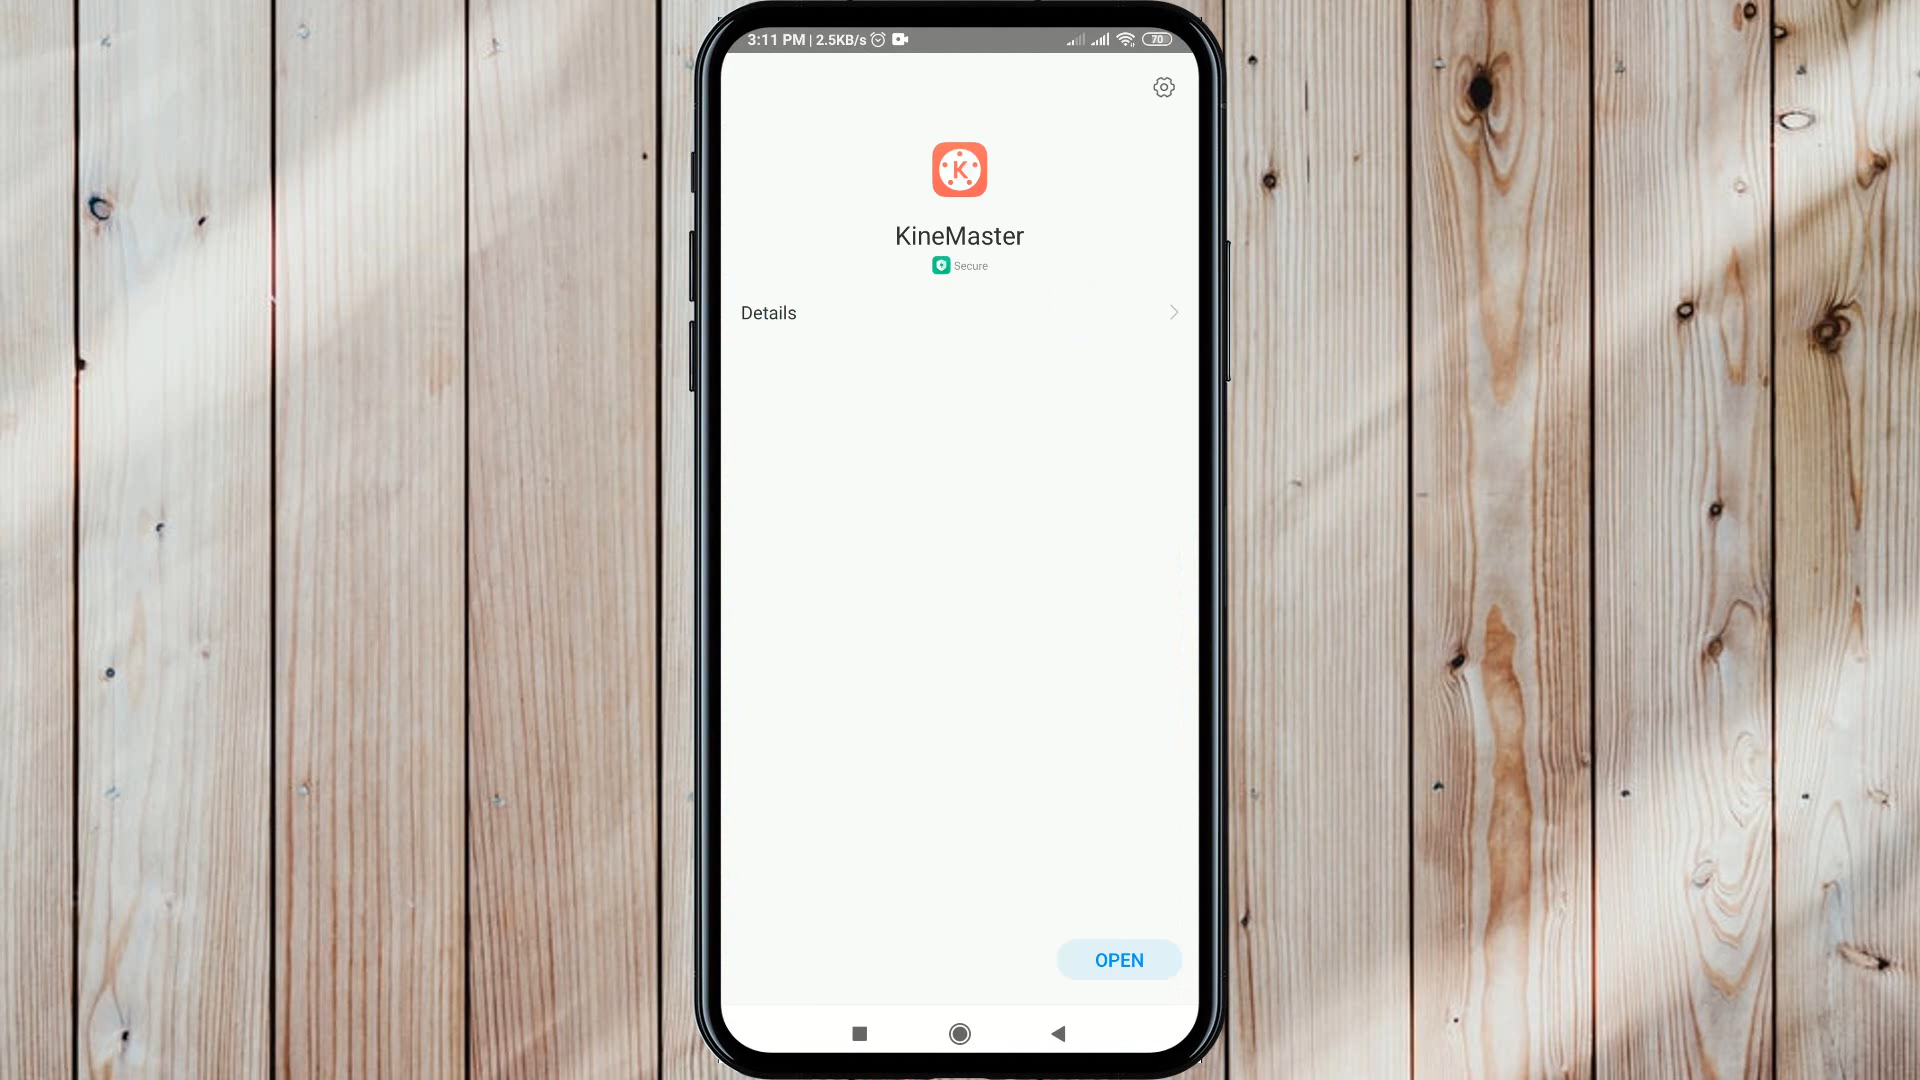 3:11 PM | 2.5KB/s 70
K
KineMaster
Secure
Details
OPEN